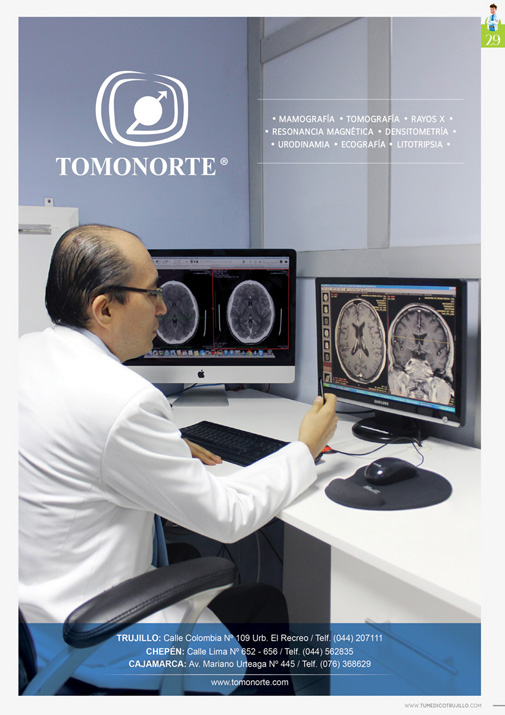 29
TOMONORTE®
• MAMOGRAFÍA • TOMOGRAFÍA • RAYOS X •
• RESONANCIA MAGNÉTICA • DENSITOMETRÍA •
• URODINAMIA • ECOGRAFÍA • LITOTRIPSIA •
SAMSUNG
TRUJILLO: Calle Colombia Nº 109 Urb. El Recreo / Telf. (044) 207111
CHEPÉN: Calle Lima Nº 652 - 656 / Telf. (044) 562835
CAJAMARCA: Av. Mariano Urteaga Nº 445 / Telf. (076) 368629
www.tomonorte.com
WWW.TUMEDICOTRUJILLO.COM